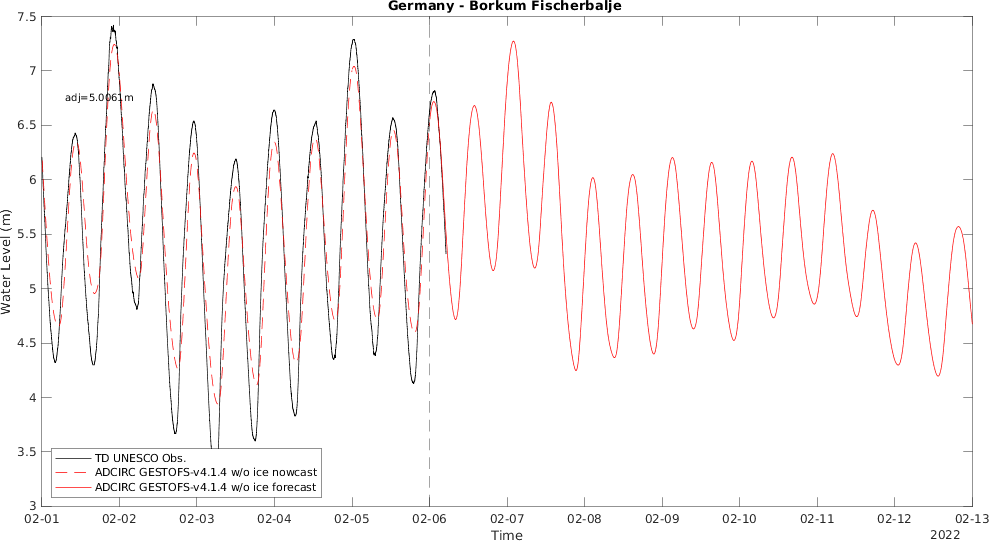 Germany - Borkum Fischerbalje
7.5
7
6.5
6
5.5
5
4.5
4
3.5
3
Water Level (m)
adj=5.0061m
TD UNESCO Obs.
ADCIRC GESTOFS-v4.1.4 w/o ice nowcast
ADCIRC GESTOFS-v4.1.4 w/o ice forecast
02-01 02-02 02-03 02-04 02-05 02-06 02-07 02-08 02-09 02-10 02-11 02-12 02-13
Time
2022